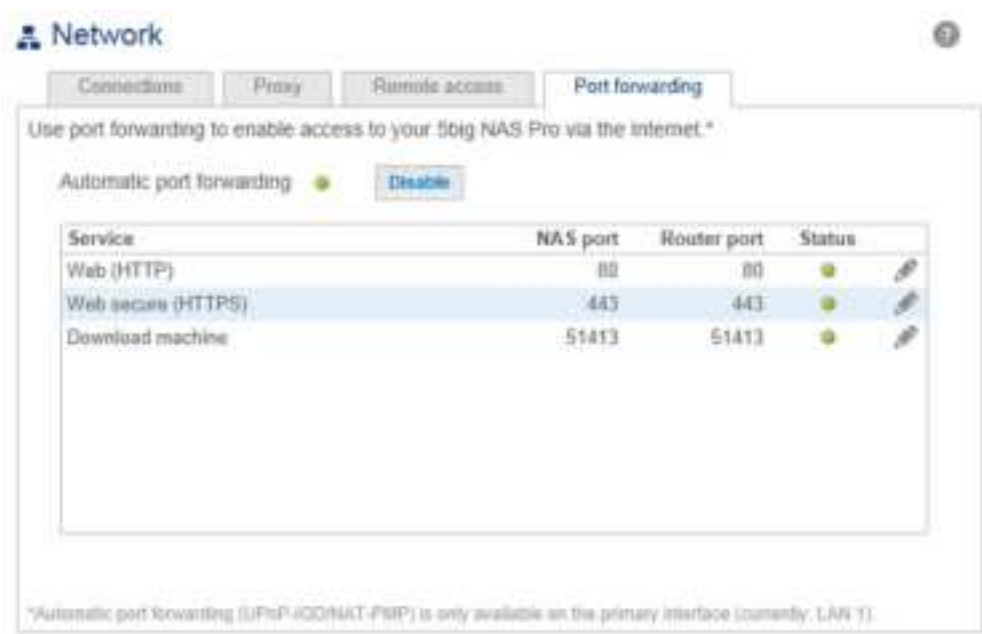 Network
Connections Proxy Remote access Port forwarding
Use port forwarding to enable access to your 5big NAS Pro via the Internet.*
Automatic port forwarding Disable
Service NAS port Router port Status
Web (HTTP) 80 80
Web secure (HTTPS) 443 443
Download machine 51413 51413
*Automatic port forwarding (UPnP-IGD/NAT-PMP) is only available on the primary interface (currently: LAN 1).